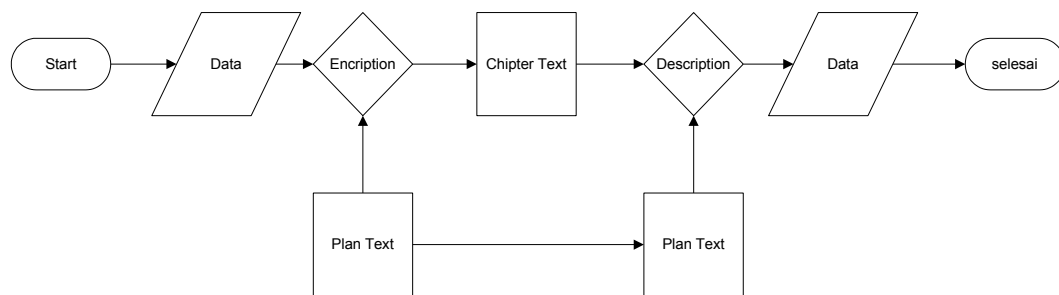 Start
Data
Encription
Chipter Text
Description
Data
selesai
Plan Text
Plan Text